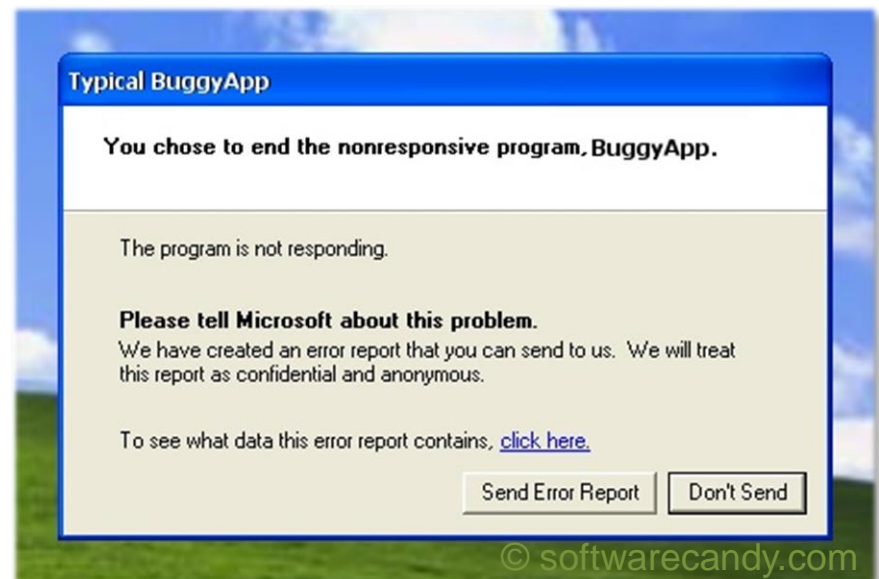 Typical BuggyApp
You chose to end the nonresponsive program, BuggyApp.
The program is not responding.
Please tell Microsoft about this problem.
We have created an error report that you can send to us. We will treat
this report as confidential and anonymous.
To see what data this error report contains, click here.
Send Error Report Don't Send
© softwarecandy.com